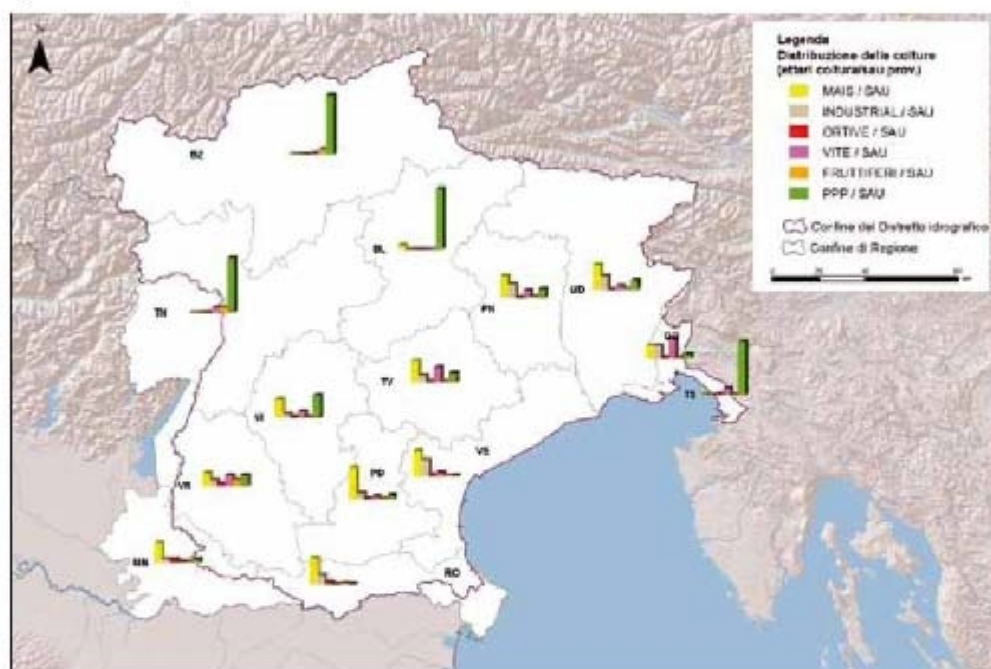 Legenda
Distribuzione delle colture
(ettari coltura/sau prov.)
MAIS / SAU
INDUSTRIAL / SAU
ORTIVE / SAU
VITE / SAU
FRUTTIFERI / SAU
PPP / SAU
Confine del Distretto idrografico
Confine di Regione
0
BZ
BL
TN
PN
UD
GO
TS
TV
VI
VE
PD
VR
MN
RO